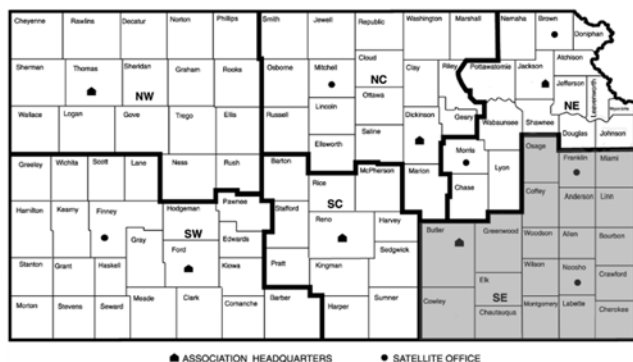 Cheyenne Rawlins Decatur Norton Phillips Smith Jewell Republic Washington Marshall Nemaha Brown Doniphan
Sherman Thomas Sheridan Graham Rooks Osborne Mitchell Cloud Clay Riley Pottawatomie Jackson Atchison
NW NC Jefferson Leavenworth
Lincoln Ottawa NE
Wallace Logan Gove Trego Ellis Russell Saline Dickinson Geary Wabaunsee Shawnee Douglas Johnson
Ellsworth Morris Osage Franklin Miami
Greeley Wichita Scott Lane Ness Rush Barton McPherson Marion Chase Lyon
Rice Coffey Anderson Linn
Hamilton Kearny Finney Hodgeman Pawnee Stafford SC
SW Reno Harvey Butler Greenwood Woodson Allen Bourbon
Gray Ford Edwards Sedgwick
Stanton Grant Haskell Kiowa Pratt Kingman Elk Wilson Neosho Crawford
SE
Morton Stevens Seward Meade Clark Comanche Barber Harper Sumner Cowley Chautauqua Montgomery Labette Cherokee
ASSOCIATION HEADQUARTERS SATELLITE OFFICE